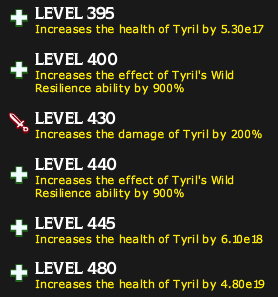 LEVEL 395
Increases the health of Tyril by 5.30e17
LEVEL 400
Increases the effect of Tyril's Wild
Resilience ability by 900%
LEVEL 430
Increases the damage of Tyril by 200%
LEVEL 440
Increases the effect of Tyril's Wild
Resilience ability by 900%
LEVEL 445
Increases the health of Tyril by 6.10e18
LEVEL 480
Increases the health of Tyril by 4.80e19